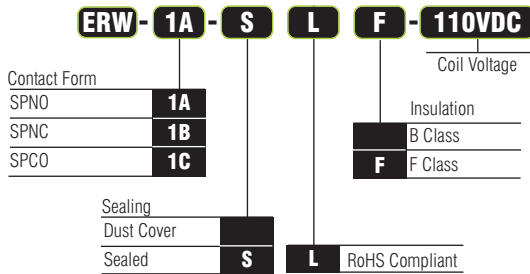 ERW - 1A - S L F - 110VDC
Coil Voltage
Contact Form
SPNO 1A
SPNC 1B
SPCO 1C
Insulation
B Class
F F Class
Sealing
Dust Cover
Sealed S
L RoHS Compliant